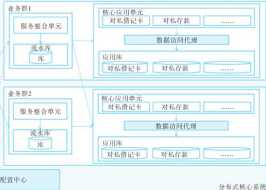 业务群1
服务整合单元
流水库
库
核心应用单元
对私借记卡
对私存款
……
数据访问代理
应用库
对私借记卡
对私存款
……
业务群2
服务整合单元
流水库
库
核心应用单元
对私借记卡
对私存款
……
数据访问代理
应用库
对私借记卡
对私存款
……
配置中心
分布式核心系统